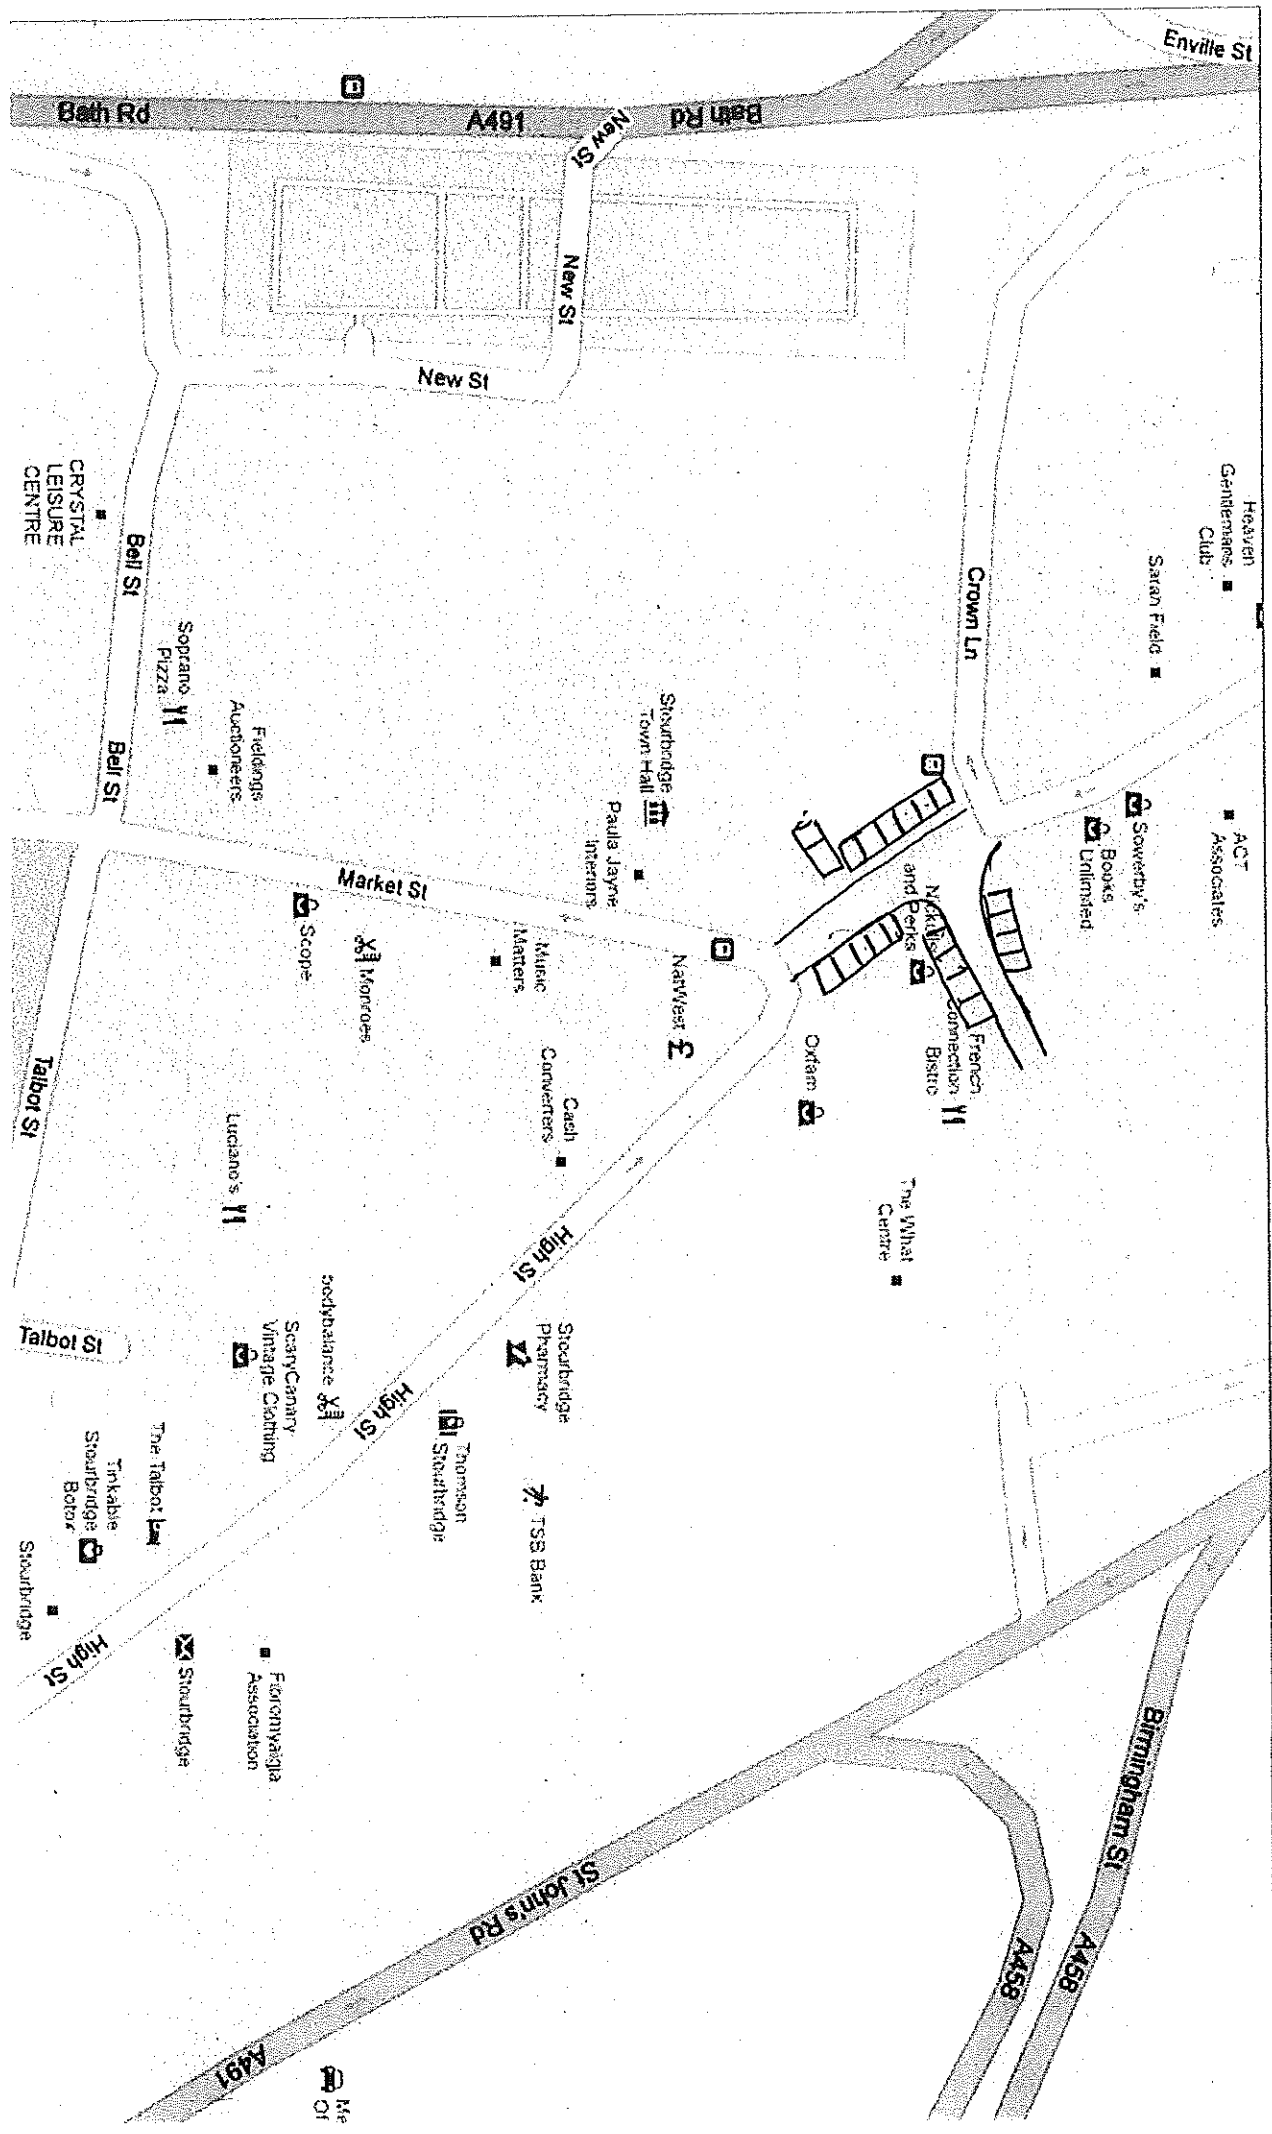 Enville St
Bath Rd
A491
Bath Rd
New St
New St
New St
Heaven
Gentlemans
Club
Saran Field
Crown Ln
CRYSTAL
LEISURE
CENTRE
Bell St
Soprano
Pizza
Fieldings
Auctioneers
Bell St
Stourbridge
Town Hall
Paula Jayne
Interiors
ACT
Associates
Sowerby's
Books
Unlimited
Nickolls
and Perks
French
Connection
Bistro
Market St
Scope
Monroes
Music
Matters
NatWest
Oxfam
Cash
Converters
Talbot St
Luciano's
The What
Centre
High St
Talbot St
bodybalance
ScaryCanary
Vintage Clothing
High St
Stourbridge
Pharmacy
Thomson
Stourbridge
TSB Bank
The Talbot
Tinkable
Stourbridge
Botox
Stourbridge
High St
Stourbridge
Fibromyalgia
Association
Birmingham St
A458
A458
St John's Rd
A491
Me
Of